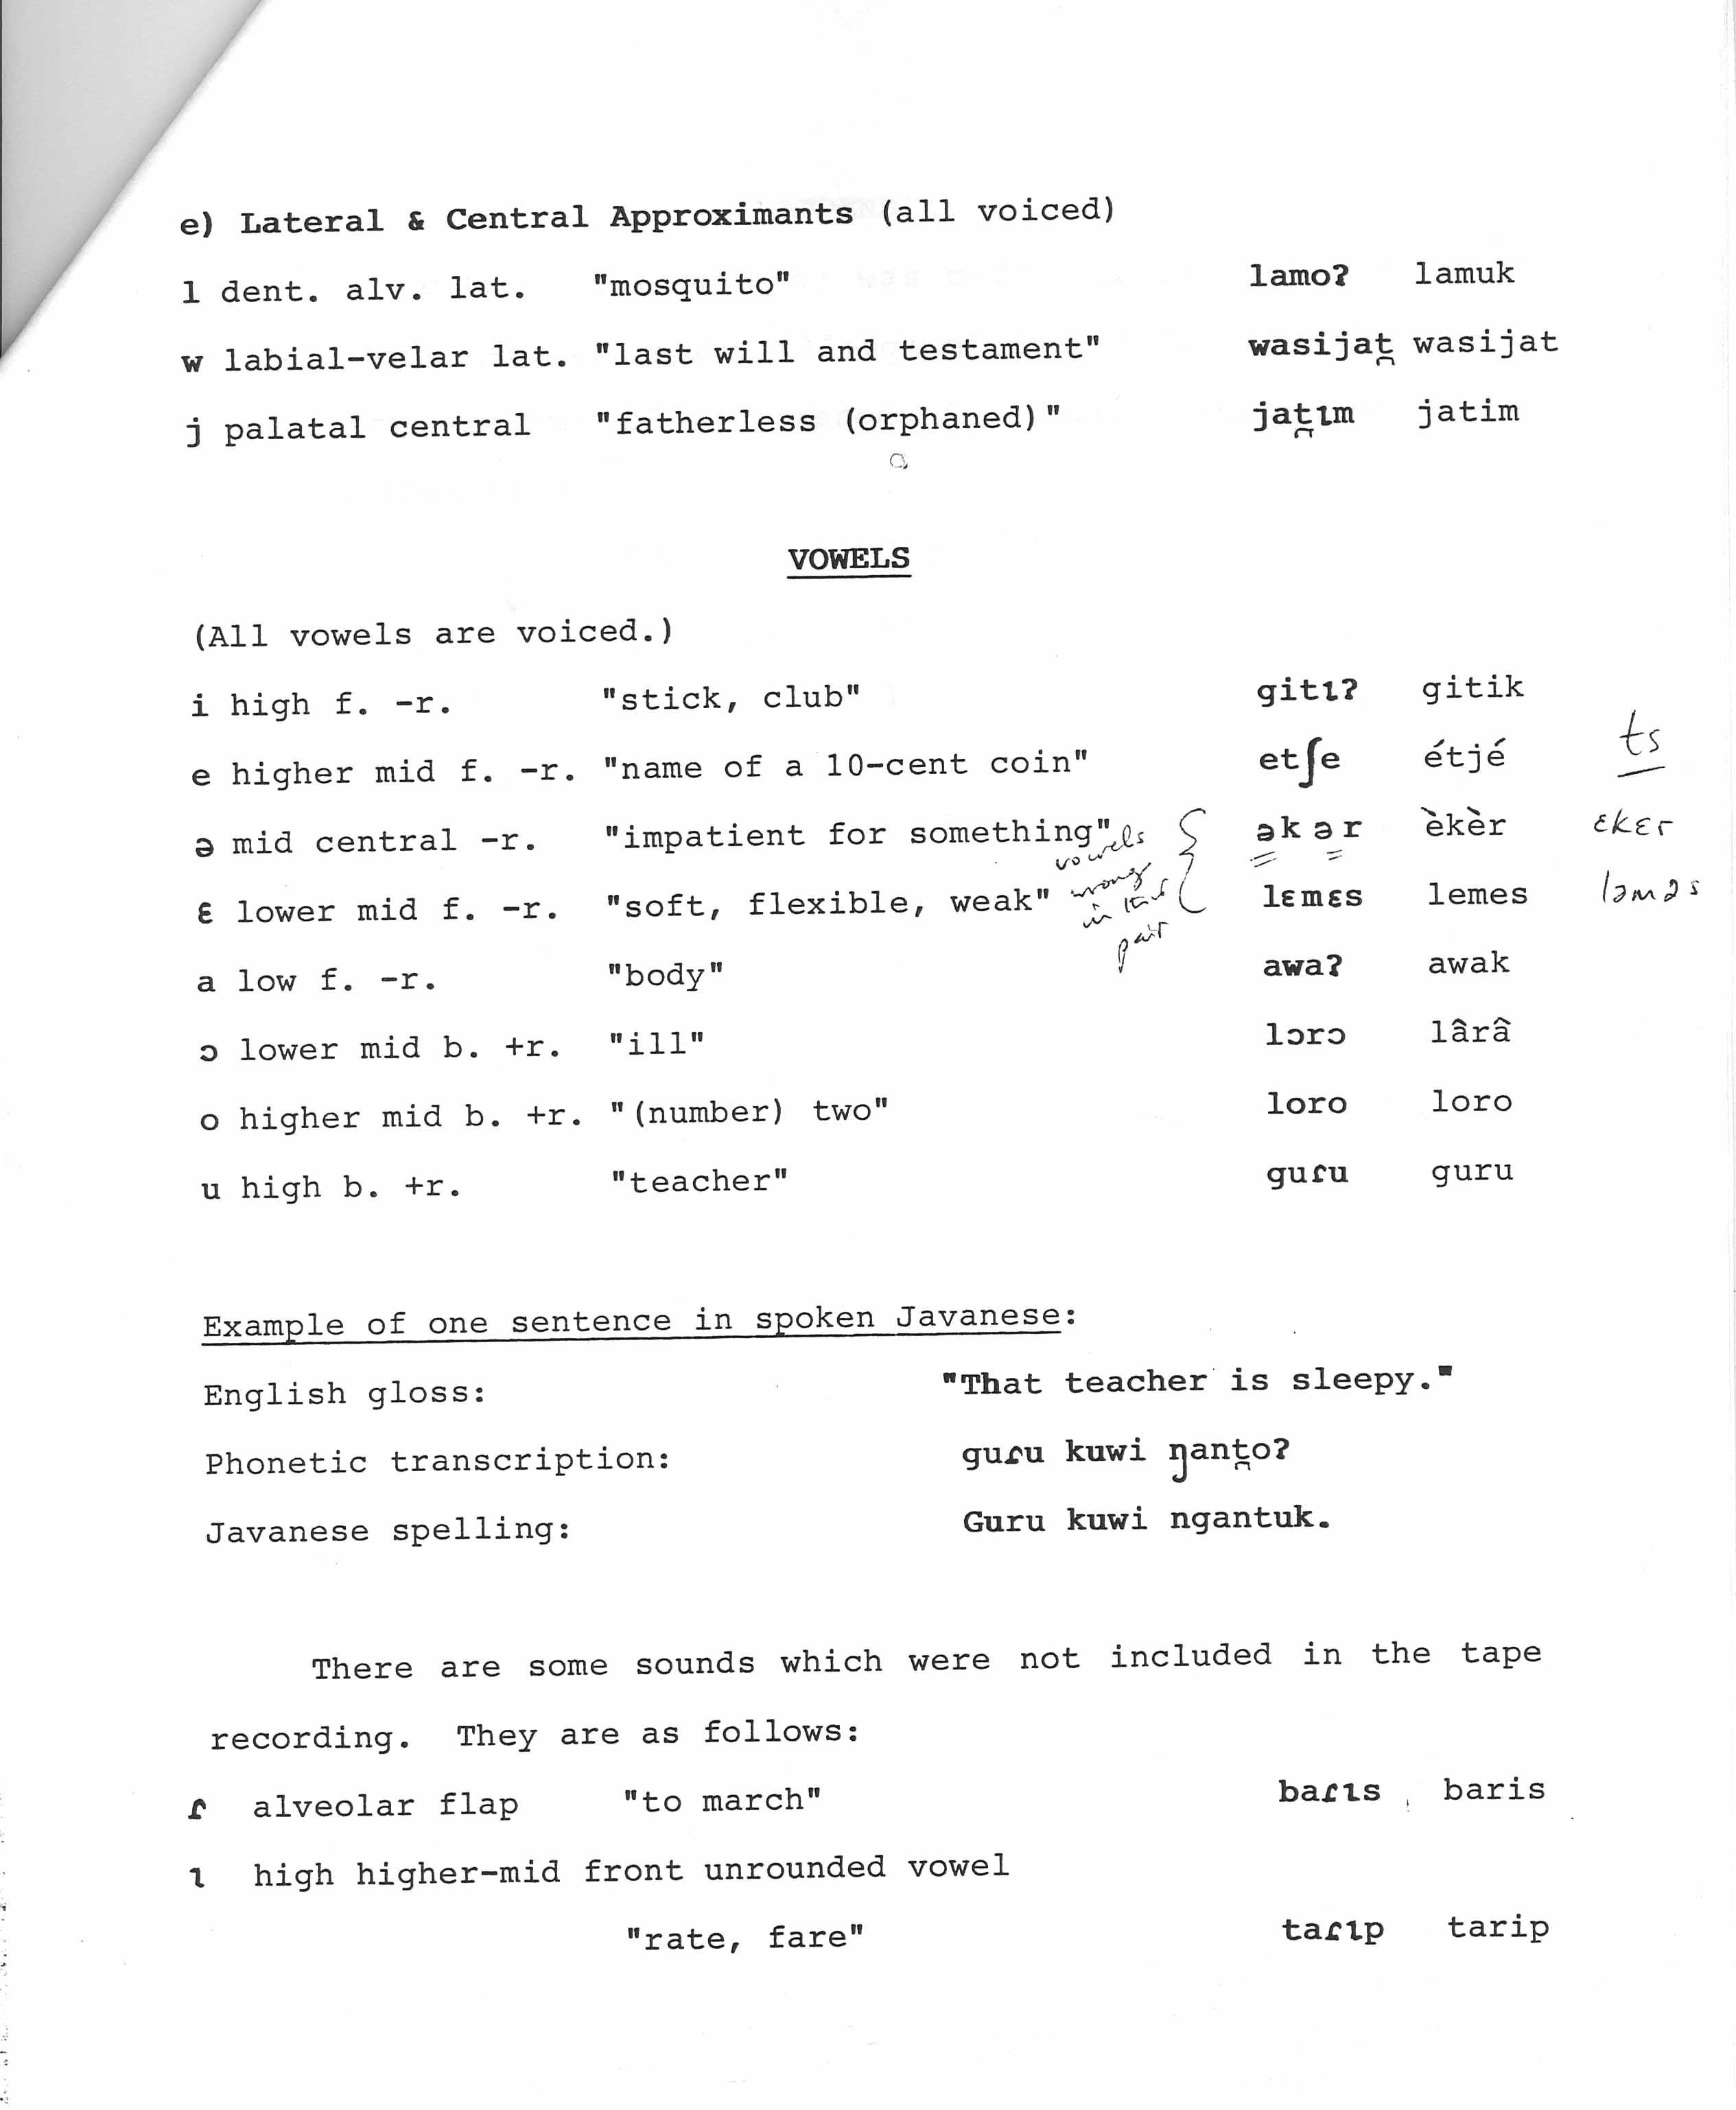 e) Lateral & Central Approximants (all voiced)
l dent. alv. lat. "mosquito" lamoʔ lamuk
w labial-velar lat. "last will and testament" wasijat̪ wasijat
j palatal central "fatherless (orphaned)" jat̪ɩm jatim
VOWELS
(All vowels are voiced.)
i high f. -r. "stick, club" gitɩʔ gitik
e higher mid f. -r. "name of a 10-cent coin" etʃe étjé ts
ə mid central -r. "impatient for something" əkər èkèr ɛkɛr
vowels wrong in this pair
ɛ lower mid f. -r. "soft, flexible, weak" lɛmɛs lemes ləməs
a low f. -r. "body" awaʔ awak
ɔ lower mid b. +r. "ill" lɔrɔ lârâ
o higher mid b. +r. "(number) two" loro loro
u high b. +r. "teacher" guɾu guru
Example of one sentence in spoken Javanese:
English gloss: "That teacher is sleepy."
Phonetic transcription: guɾu kuwi ŋant̪oʔ
Javanese spelling: Guru kuwi ngantuk.
There are some sounds which were not included in the tape
recording. They are as follows:
ɾ alveolar flap "to march" baɾɩs baris
ɩ high higher-mid front unrounded vowel
"rate, fare" taɾɩp tarip